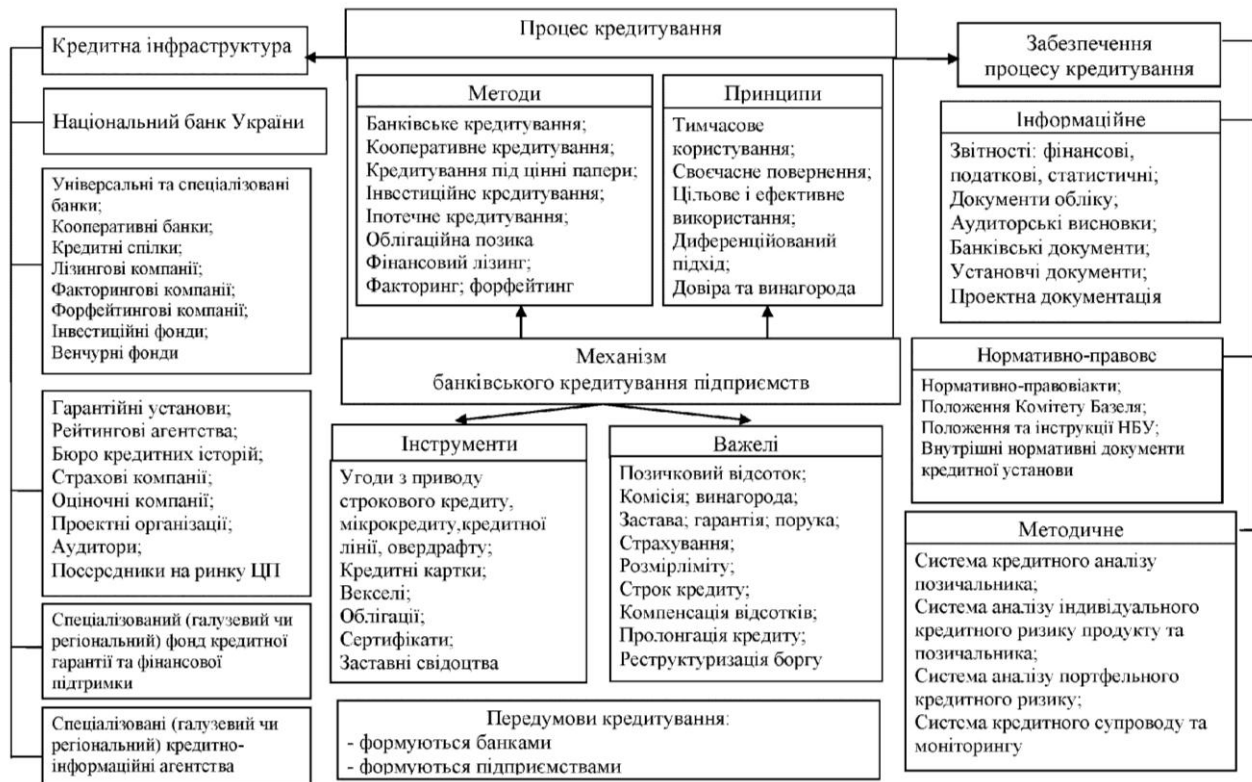 Процес кредитування
Кредитна інфраструктура
Національний банк України
Універсальні та спеціалізовані
банки;
Кооперативні банки;
Кредитні спілки;
Лізингові компанії;
Факторингові компанії;
Форфейтингові компанії;
Інвестиційні фонди;
Венчурні фонди
Гарантійні установи;
Рейтингові агентства;
Бюро кредитних історій;
Страхові компанії;
Оціночні компанії;
Проектні організації;
Аудитори;
Посередники на ринку ЦП
Спеціалізований (галузевий чи
регіональний) фонд кредитної
гарантії та фінансової
підтримки
Спеціалізовані (галузевий чи
регіональний) кредитно-
інформаційні агентства
Методи
Банківське кредитування;
Кооперативне кредитування;
Кредитування під цінні папери;
Інвестиційне кредитування;
Іпотечне кредитування;
Облігаційна позика
Фінансовий лізинг;
Факторинг; форфейтинг
Принципи
Тимчасове
користування;
Своєчасне повернення;
Цільове і ефективне
використання;
Диференційований
підхід;
Довіра та винагорода
Механізм
банківського кредитування підприємств
Інструменти
Угоди з приводу
строкового кредиту,
мікрокредиту,кредитної
лінії, овердрафту;
Кредитні картки;
Векселі;
Облігації;
Сертифікати;
Заставні свідоцтва
Важелі
Позичковий відсоток;
Комісія; винагорода;
Застава; гарантія; порука;
Страхування;
Розмірліміту;
Строк кредиту;
Компенсація відсотків;
Пролонгація кредиту;
Реструктуризація боргу
Передумови кредитування:
- формуються банками
- формуються підприємствами
Забезпечення
процесу кредитування
Інформаційне
Звітності: фінансові,
податкові, статистичні;
Документи обліку;
Аудиторські висновки;
Банківські документи;
Установчі документи;
Проектна документація
Нормативно-правове
Нормативно-правовіакти;
Положення Комітету Базеля;
Положення та інструкції НБУ;
Внутрішні нормативні документи
кредитної установи
Методичне
Система кредитного аналізу
позичальника;
Система аналізу індивідуального
кредитного ризику продукту та
позичальника;
Система аналізу портфельного
кредитного ризику;
Система кредитного супроводу та
моніторингу